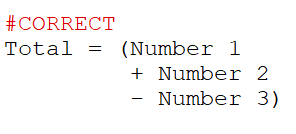 #CORRECT
Total = (Number 1
+ Number 2
- Number 3)